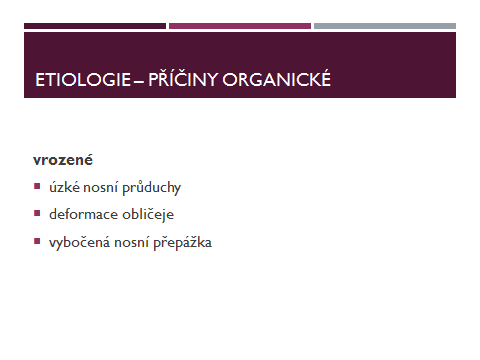 ETIOLOGIE – PŘÍČINY ORGANICKÉ
vrozené
▪ úzké nosní průduchy
▪ deformace obličeje
▪ vybočená nosní přepážka